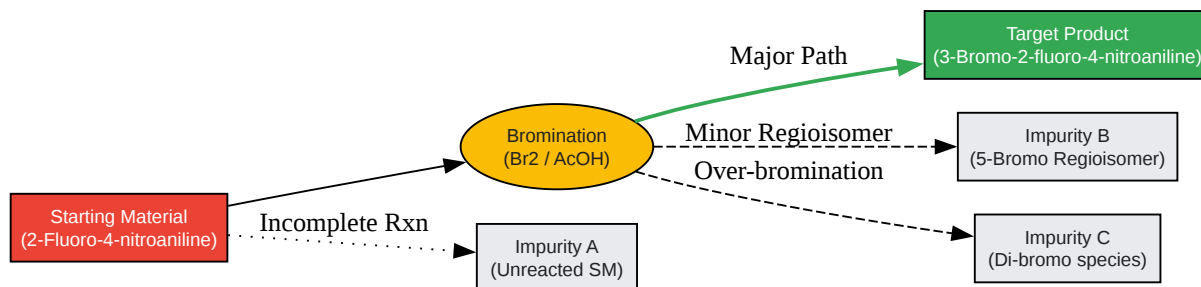 Target Product
(3-Bromo-2-fluoro-4-nitroaniline)
Major Path
Bromination
(Br2 / AcOH)
Minor Regioisomer
Impurity B
(5-Bromo Regioisomer)
Over-bromination
Starting Material
(2-Fluoro-4-nitroaniline)
Incomplete Rxn
Impurity A
(Unreacted SM)
Impurity C
(Di-bromo species)